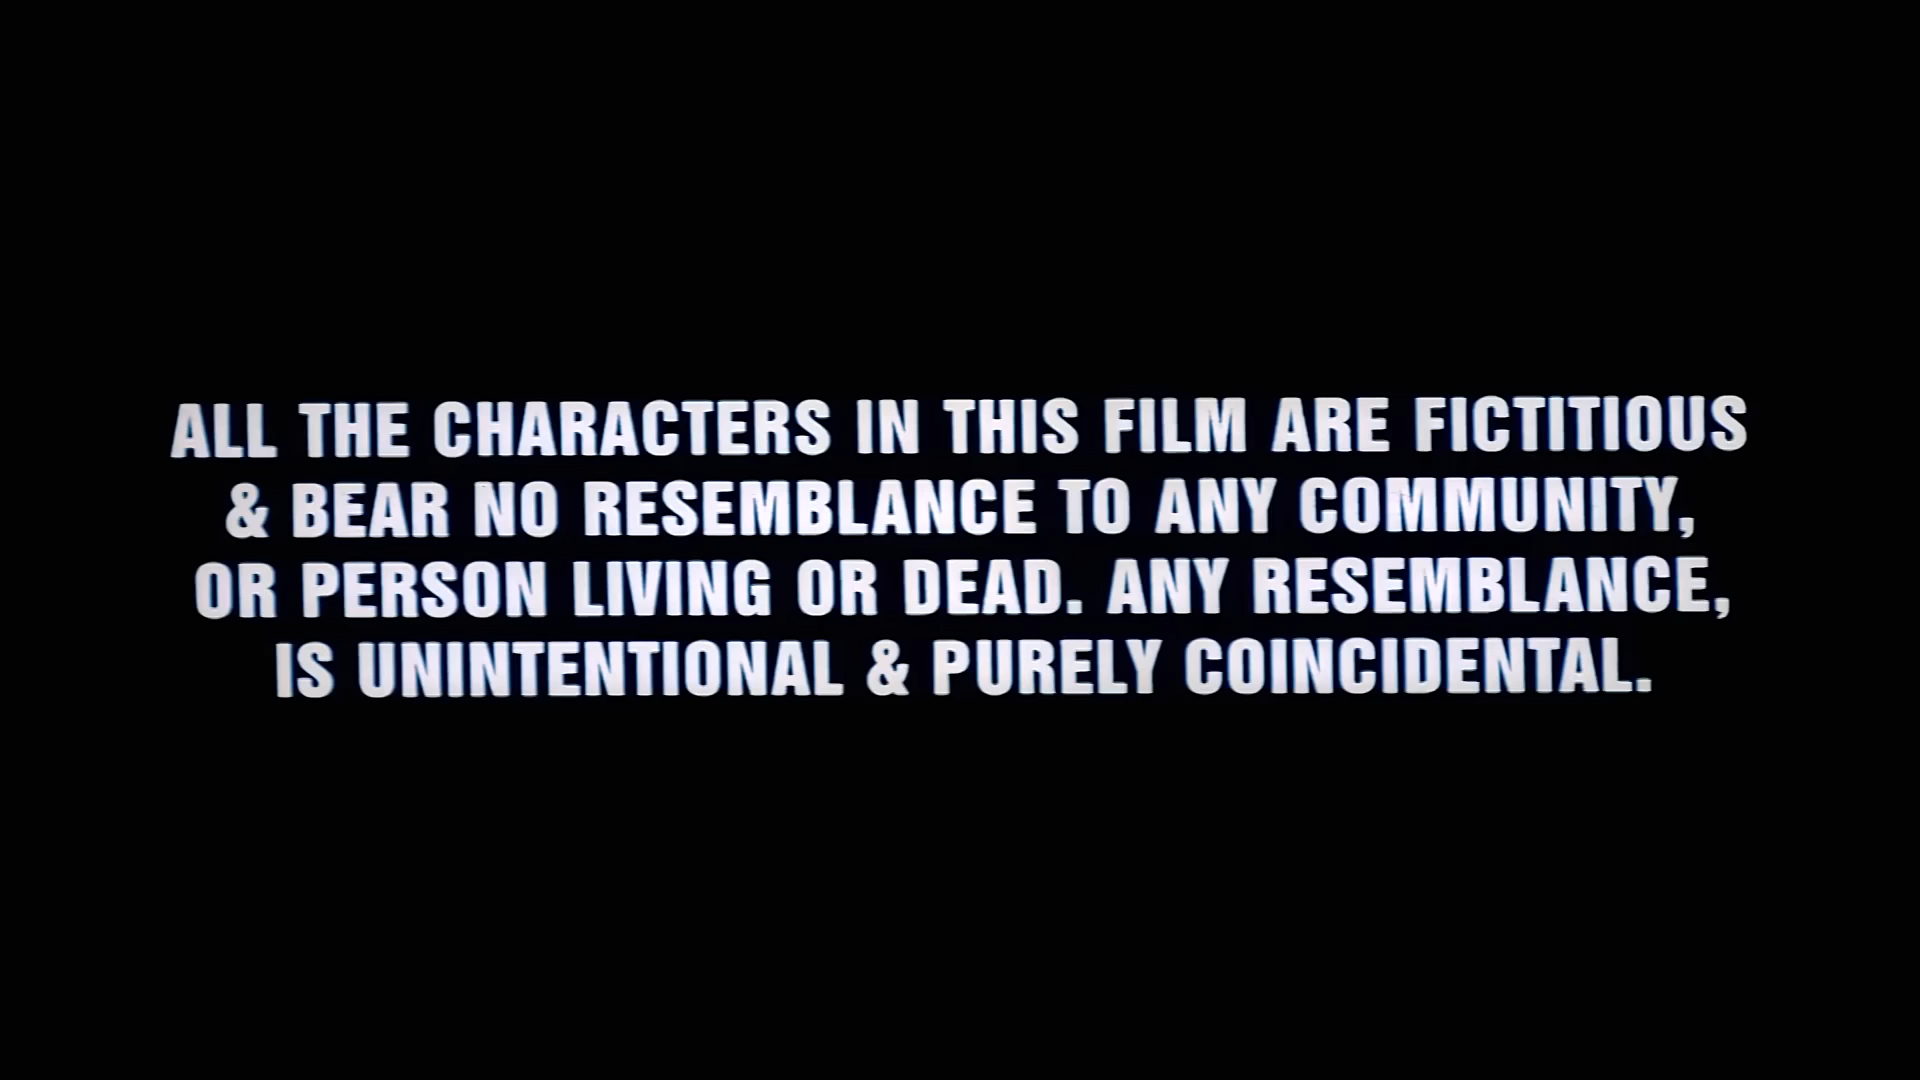 ALL THE CHARACTERS IN THIS FILM ARE FICTITIOUS
& BEAR NO RESEMBLANCE TO ANY COMMUNITY,
OR PERSON LIVING OR DEAD. ANY RESEMBLANCE,
IS UNINTENTIONAL & PURELY COINCIDENTAL.